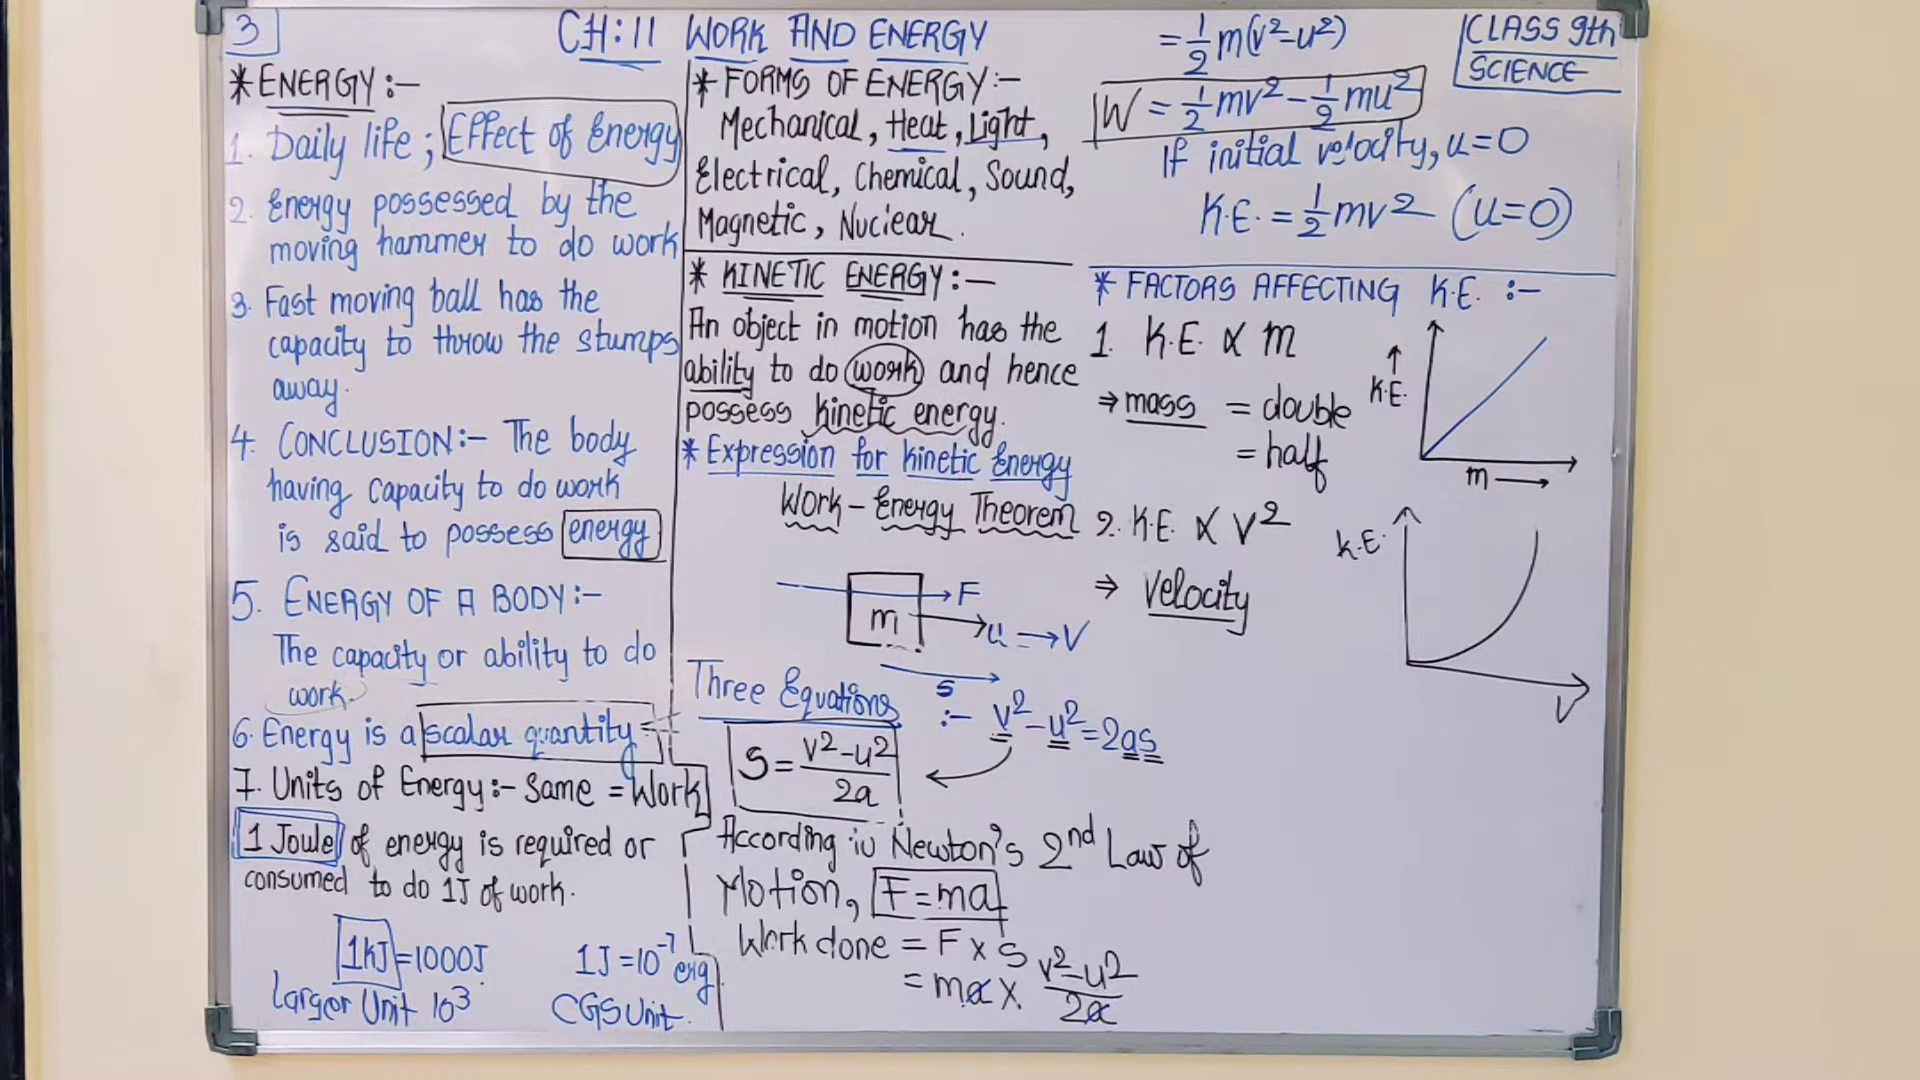 3
CH:11 WORK AND ENERGY
CLASS 9th
SCIENCE
* ENERGY:-
1. Daily life ; Effect of Energy
2. Energy possessed by the
moving hammer to do work
3. Fast moving ball has the
capacity to throw the stumps
away.
4. CONCLUSION:- The body
having capacity to do work
is said to possess energy
5. ENERGY OF A BODY:-
The capacity or ability to do
work.
6. Energy is a scalar quantity
7. Units of Energy:- Same = Work
1 Joule of energy is required or
consumed to do 1J of work.
1kJ = 1000J
Larger Unit 10³
1J = 10⁻⁷ erg
CGS Unit.
* FORMS OF ENERGY:-
Mechanical, Heat, Light,
Electrical, Chemical, Sound,
Magnetic, Nuclear.
* KINETIC ENERGY:-
An object in motion has the
ability to do work and hence
possess kinetic energy.
* Expression for kinetic Energy
Work-Energy Theorem
F
m
u → V
s
Three Equations :- v²-u²=2as
S = v²-u²/2a
According to Newton's 2nd Law of
Motion, F=ma
Work done = F x S
= ma x v²-u²/2a
= 1/2 m(v²-u²)
W = 1/2 mv² - 1/2 mu²
If initial velocity, u=0
K.E. = 1/2 mv² (u=0)
* FACTORS AFFECTING K.E. :-
1. K.E. ∝ m
⇒ mass = double
= half
K.E.
m →
2. K.E. ∝ V²
⇒ Velocity
K.E.
V